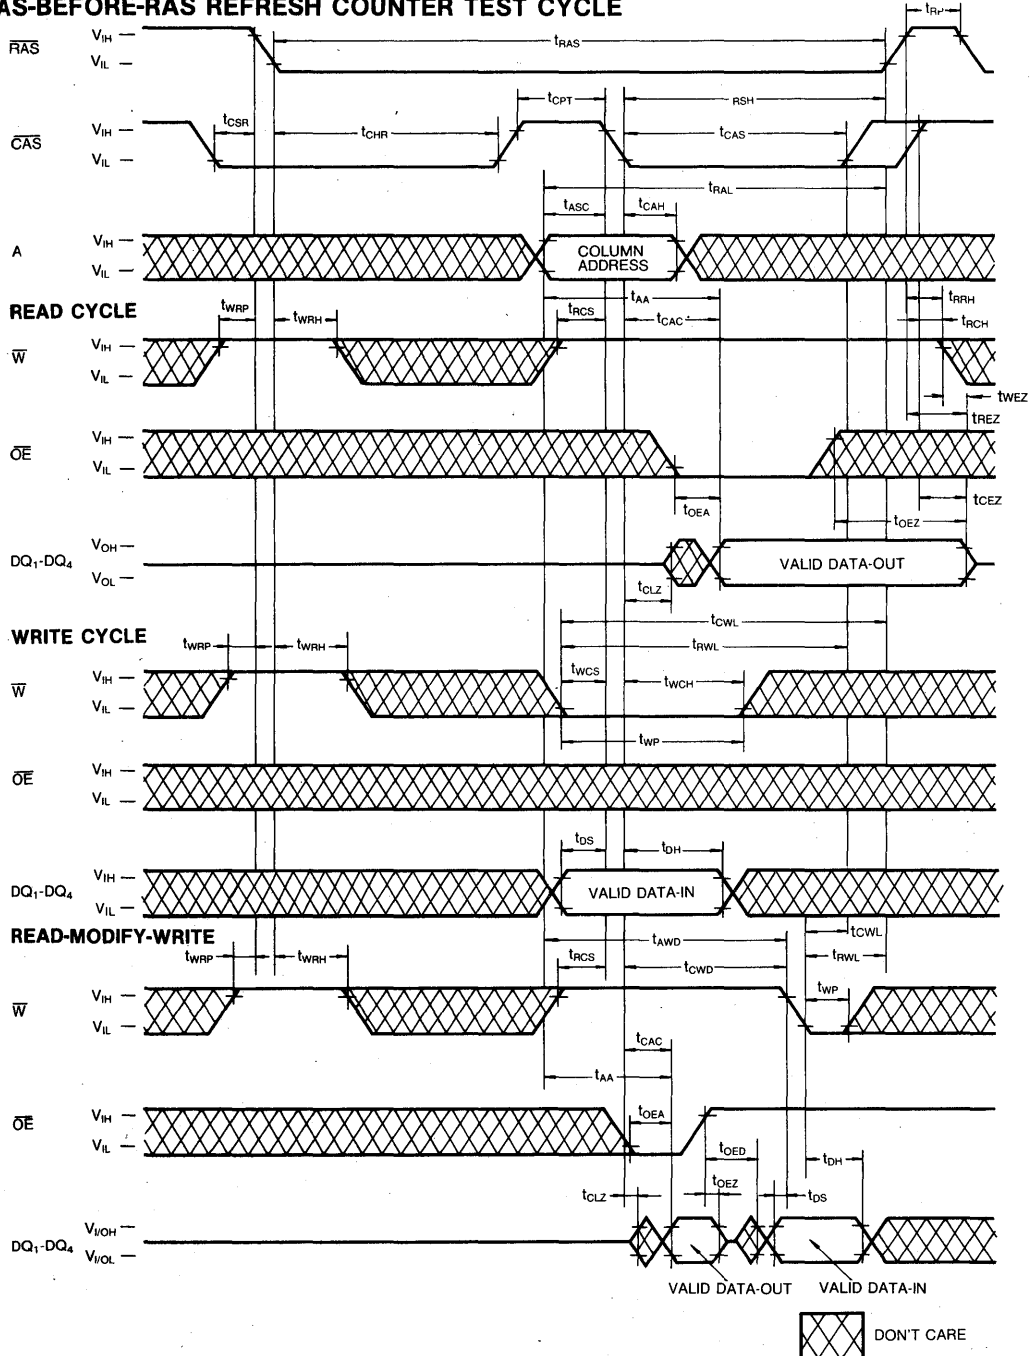 AS-BEFORE-RAS REFRESH COUNTER TEST CYCLE
tRP
RAS
VIH
VIL
tRAS
CAS
VIH
VIL
tCSR
tCHR
tCPT
RSH
tCAS
tRAL
tASC
tCAH
A
VIH
VIL
COLUMN
ADDRESS
READ CYCLE
tWRP
tWRH
tRCS
tAA
tCAC
tRRH
tRCH
W
VIH
VIL
tWEZ
tREZ
OE
VIH
VIL
tOEA
tOEZ
tCEZ
DQ1-DQ4
VOH
VOL
VALID DATA-OUT
tCLZ
WRITE CYCLE
tWRP
tWRH
tCWL
tRWL
W
VIH
VIL
tWCS
tWCH
tWP
OE
VIH
VIL
tDS
tDH
DQ1-DQ4
VIH
VIL
VALID DATA-IN
READ-MODIFY-WRITE
tWRP
tWRH
tAWD
tRCS
tCWD
tCWL
tRWL
tWP
W
VIH
VIL
tCAC
tAA
OE
VIH
VIL
tOEA
tOED
tOEZ
tDH
tDS
tCLZ
DQ1-DQ4
VI/OH
VI/OL
VALID DATA-OUT
VALID DATA-IN
DON'T CARE